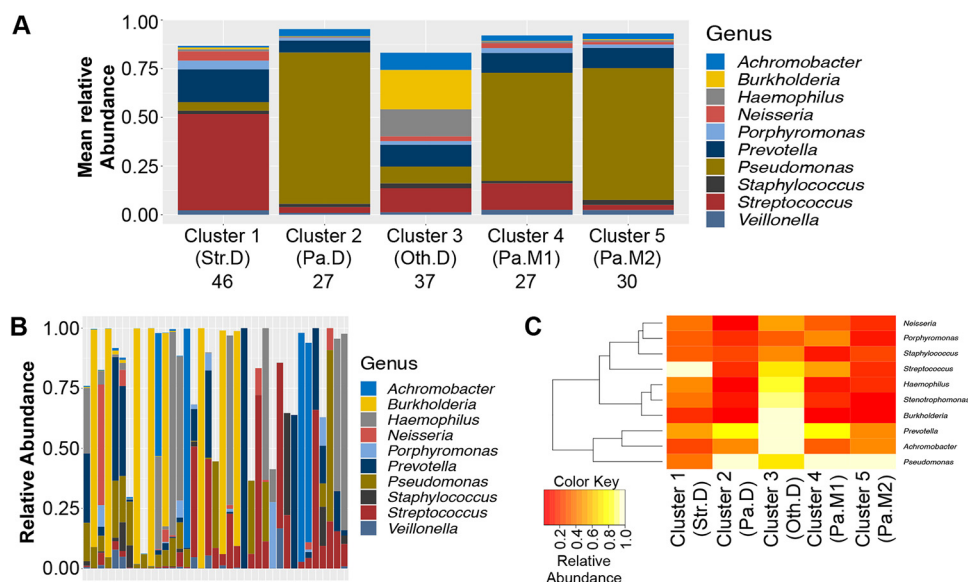 A
Mean relative
Abundance
1.00
0.75
0.50
0.25
0.00
Cluster 1
(Str.D)
46
Cluster 2
(Pa.D)
27
Cluster 3
(Oth.D)
37
Cluster 4
(Pa.M1)
27
Cluster 5
(Pa.M2)
30
Genus
Achromobacter
Burkholderia
Haemophilus
Neisseria
Porphyromonas
Prevotella
Pseudomonas
Staphylococcus
Streptococcus
Veillonella
B
Relative Abundance
1.00
0.75
0.50
0.25
0.00
Genus
Achromobacter
Burkholderia
Haemophilus
Neisseria
Porphyromonas
Prevotella
Pseudomonas
Staphylococcus
Streptococcus
Veillonella
C
Neisseria
Porphyromonas
Staphylococcus
Streptococcus
Haemophilus
Stenotrophomonas
Burkholderia
Prevotella
Achromobacter
Pseudomonas
Cluster 1
(Str.D)
Cluster 2
(Pa.D)
Cluster 3
(Oth.D)
Cluster 4
(Pa.M1)
Cluster 5
(Pa.M2)
Color Key
0.2
0.4
0.6
0.8
1.0
Relative
Abundance